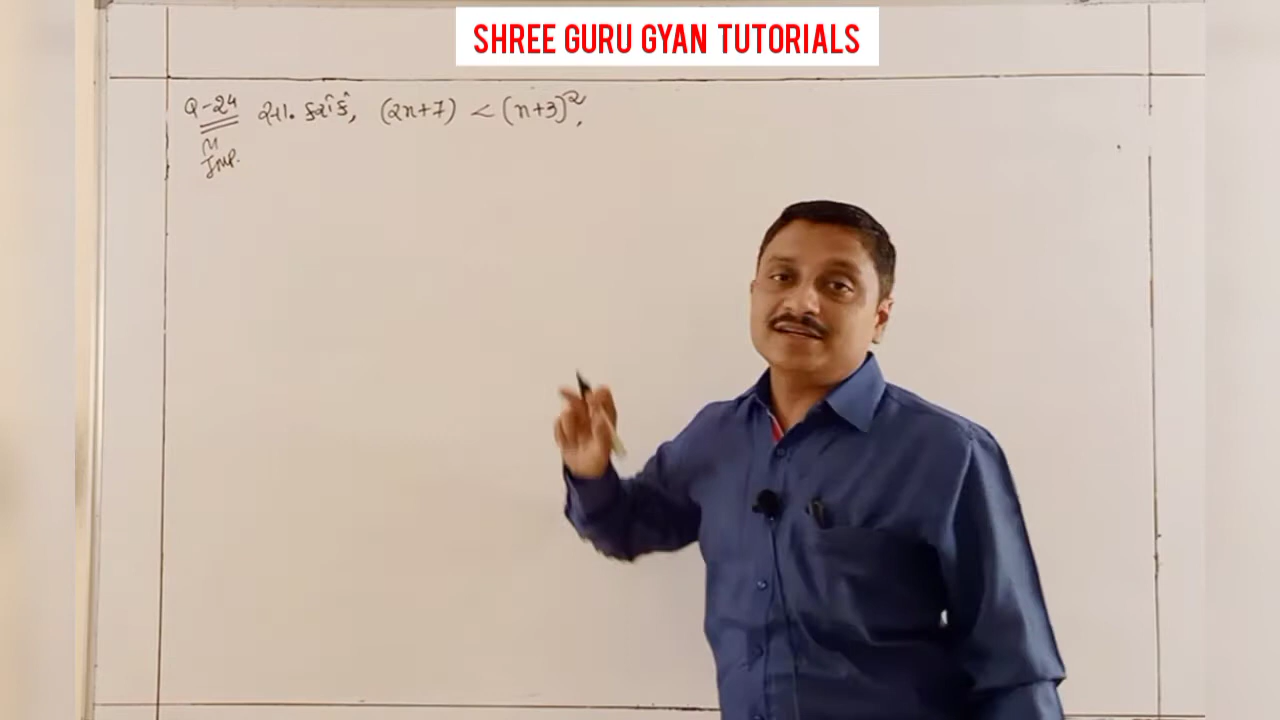 SHREE GURU GYAN TUTORIALS
Q-24 સા. કરોકે, (2n+7) < (n+3)²,
M
Imp.